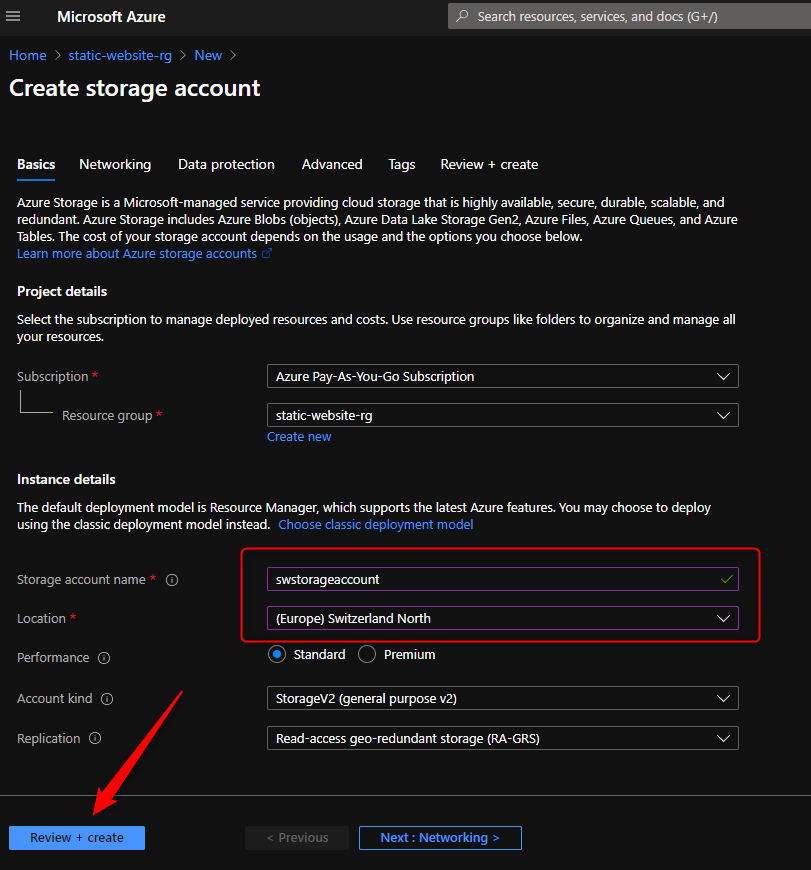 Microsoft Azure
Search resources, services, and docs (G+/)
Home > static-website-rg > New >
Create storage account
Basics Networking Data protection Advanced Tags Review + create
Azure Storage is a Microsoft-managed service providing cloud storage that is highly available, secure, durable, scalable, and
redundant. Azure Storage includes Azure Blobs (objects), Azure Data Lake Storage Gen2, Azure Files, Azure Queues, and Azure
Tables. The cost of your storage account depends on the usage and the options you choose below.
Learn more about Azure storage accounts
Project details
Select the subscription to manage deployed resources and costs. Use resource groups like folders to organize and manage all
your resources.
Subscription * Azure Pay-As-You-Go Subscription
Resource group * static-website-rg
Create new
Instance details
The default deployment model is Resource Manager, which supports the latest Azure features. You may choose to deploy
using the classic deployment model instead. Choose classic deployment model
Storage account name * swstorageaccount
Location * (Europe) Switzerland North
Performance Standard Premium
Account kind StorageV2 (general purpose v2)
Replication Read-access geo-redundant storage (RA-GRS)
Review + create < Previous Next : Networking >